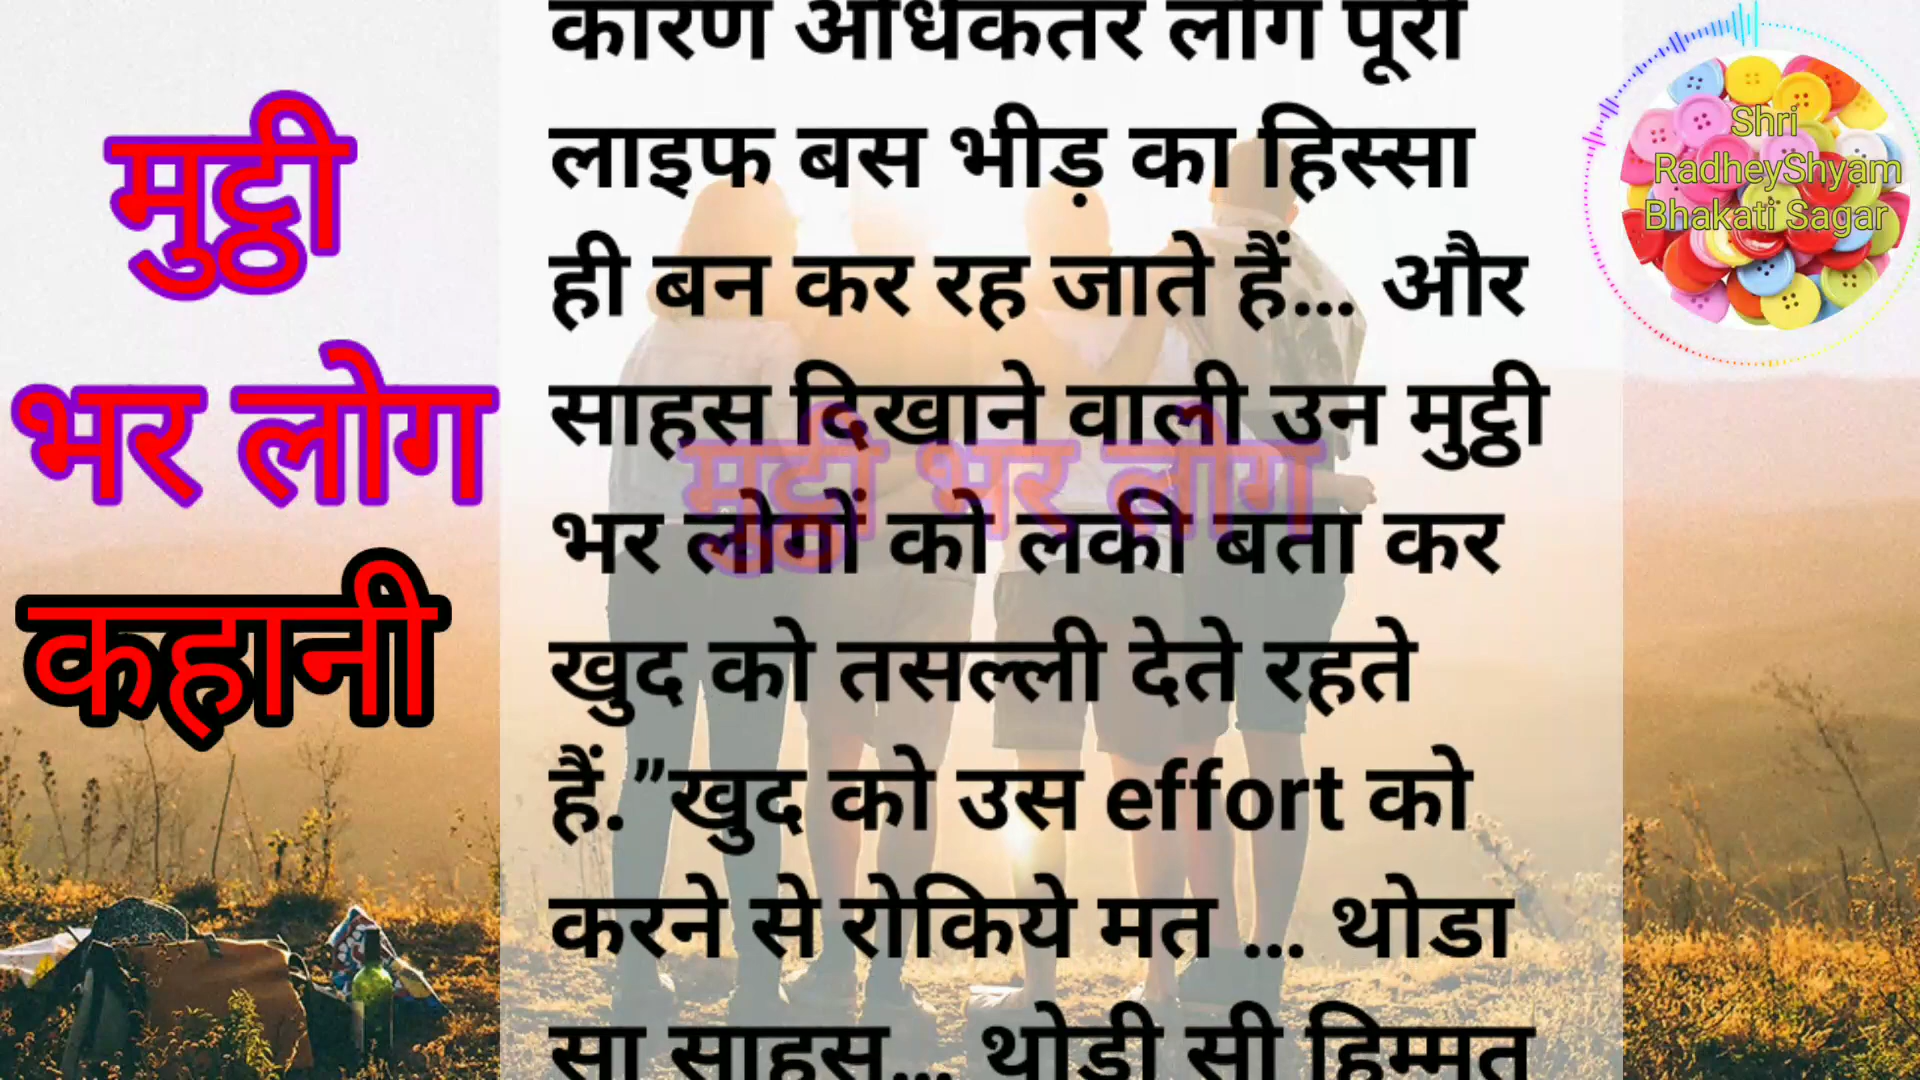 मुट्ठी
भर लोग
कहानी
कारण अधिकतर लोग पूरी
लाइफ बस भीड़ का हिस्सा
ही बन कर रह जाते हैं... और
साहस दिखाने वाली उन मुट्ठी
भर लोगों को लकी बता कर
खुद को तसल्ली देते रहते
हैं.”खुद को उस effort को
करने से रोकिये मत ... थोडा
सा साहस... थोड़ी सी हिम्मत
मुट्ठी भर लोग
Shri
RadheyShyam
Bhakati Sagar